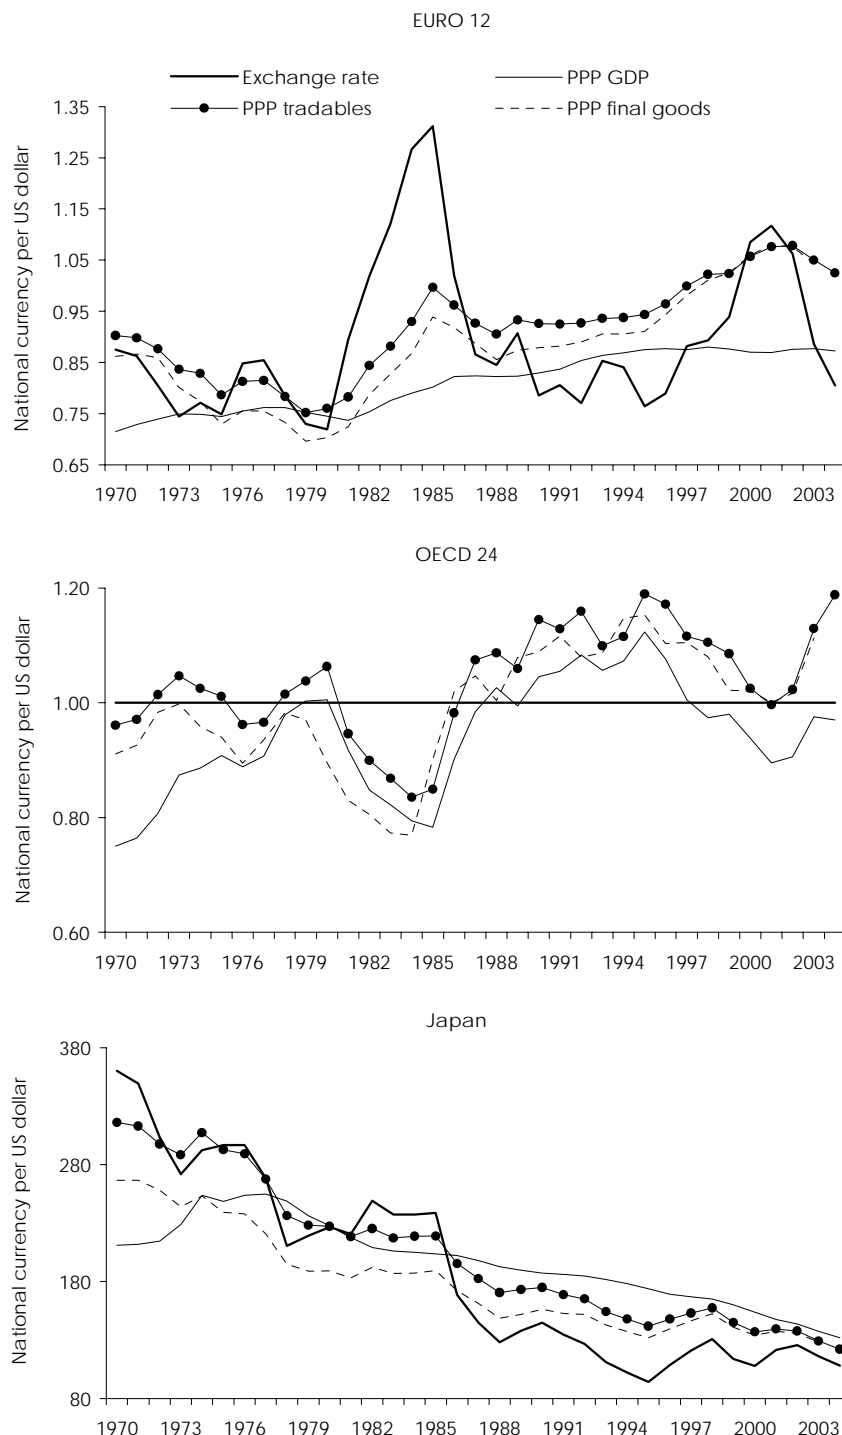 EURO 12
Exchange rate
PPP GDP
PPP tradables
PPP final goods
National currency per US dollar
1.35
1.25
1.15
1.05
0.95
0.85
0.75
0.65
1970 1973 1976 1979 1982 1985 1988 1991 1994 1997 2000 2003
OECD 24
National currency per US dollar
1.20
1.00
0.80
0.60
1970 1973 1976 1979 1982 1985 1988 1991 1994 1997 2000 2003
Japan
National currency per US dollar
380
280
180
80
1970 1973 1976 1979 1982 1985 1988 1991 1994 1997 2000 2003